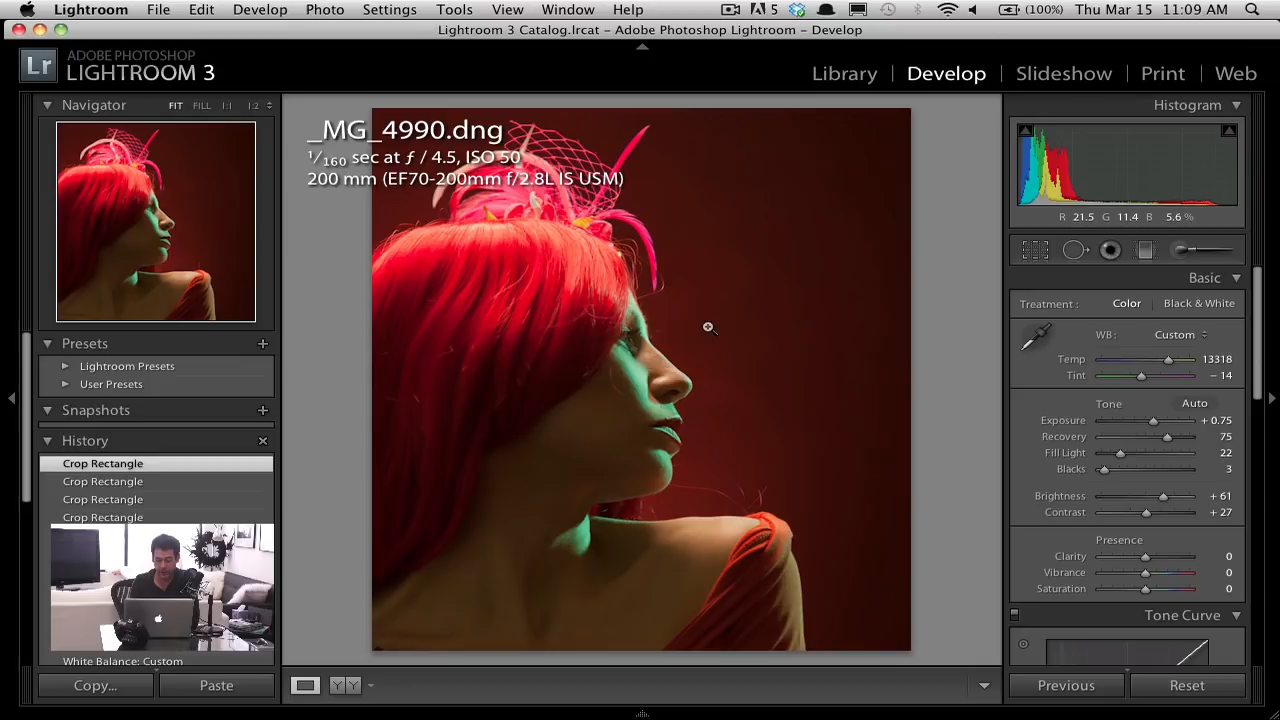 Lightroom File Edit Develop Photo Settings Tools View Window Help 5 (100%) Thu Mar 15 11:09 AM
Lightroom 3 Catalog.lrcat – Adobe Photoshop Lightroom – Develop
Lr ADOBE PHOTOSHOP
LIGHTROOM 3
Library | Develop | Slideshow | Print | Web
Navigator FIT FILL 1:1 1:2
Presets +
Lightroom Presets
User Presets
Snapshots +
History ×
Crop Rectangle
Crop Rectangle
Crop Rectangle
Crop Rectangle
White Balance: Custom
Copy... Paste
_MG_4990.dng
1/160 sec at ƒ / 4.5, ISO 50
200 mm (EF70-200mm f/2.8L IS USM)
Y Y
Histogram
R 21.5 G 11.4 B 5.6 %
Basic
Treatment : Color | Black & White
WB: Custom
Temp 13318
Tint – 14
Tone Auto
Exposure + 0.75
Recovery 75
Fill Light 22
Blacks 3
Brightness + 61
Contrast + 27
Presence
Clarity 0
Vibrance 0
Saturation 0
Tone Curve
Previous Reset